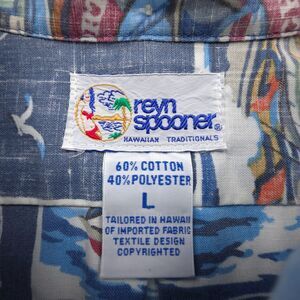 reyn
spooner®
HAWAIIAN TRADITIONALS
60% COTTON
40% POLYESTER
L
TAILORED IN HAWAII
OF IMPORTED FABRIC
TEXTILE DESIGN
COPYRIGHTED